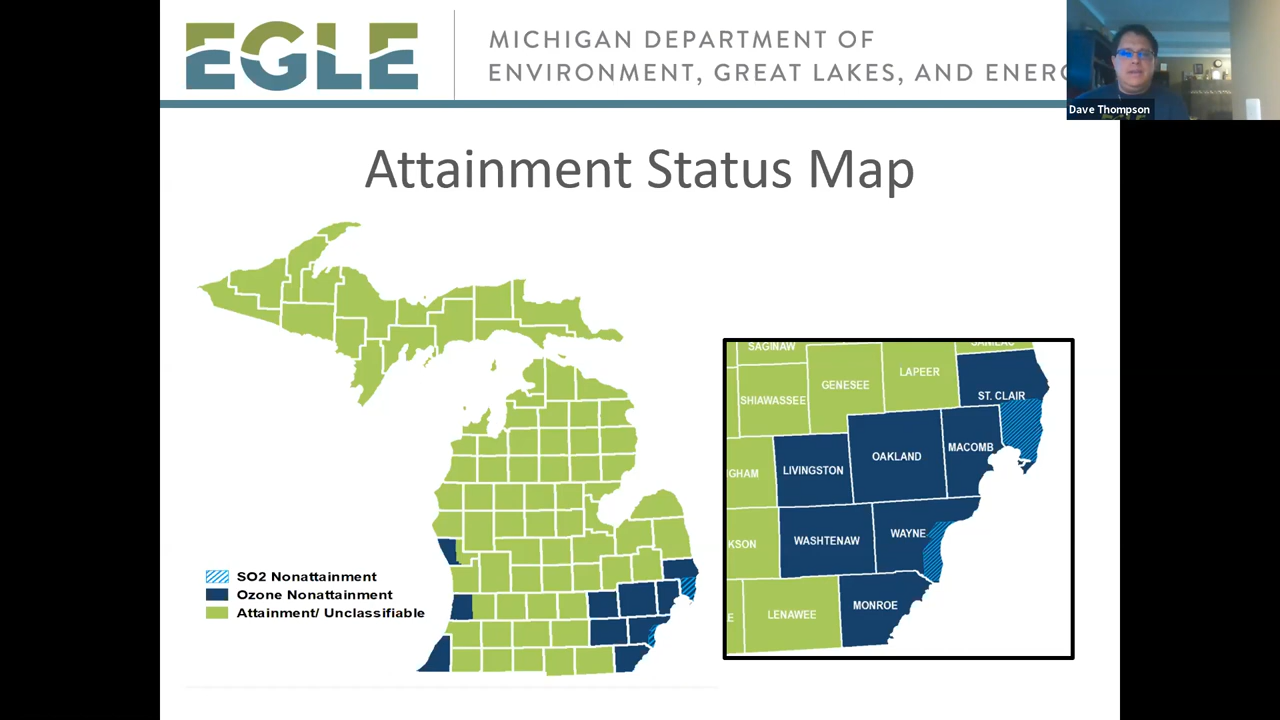 EGLE
MICHIGAN DEPARTMENT OF
ENVIRONMENT, GREAT LAKES, AND
Dave Thompson
Attainment Status Map
SAGINAW
GENESEE
LAPEER
SHIAWASSEE
ST. CLAIR
MACOMB
OAKLAND
LIVINGSTON
GHAM
WAYNE
WASHTENAW
KSON
MONROE
LENAWEE
E
SO2 Nonattainment
Ozone Nonattainment
Attainment/ Unclassifiable